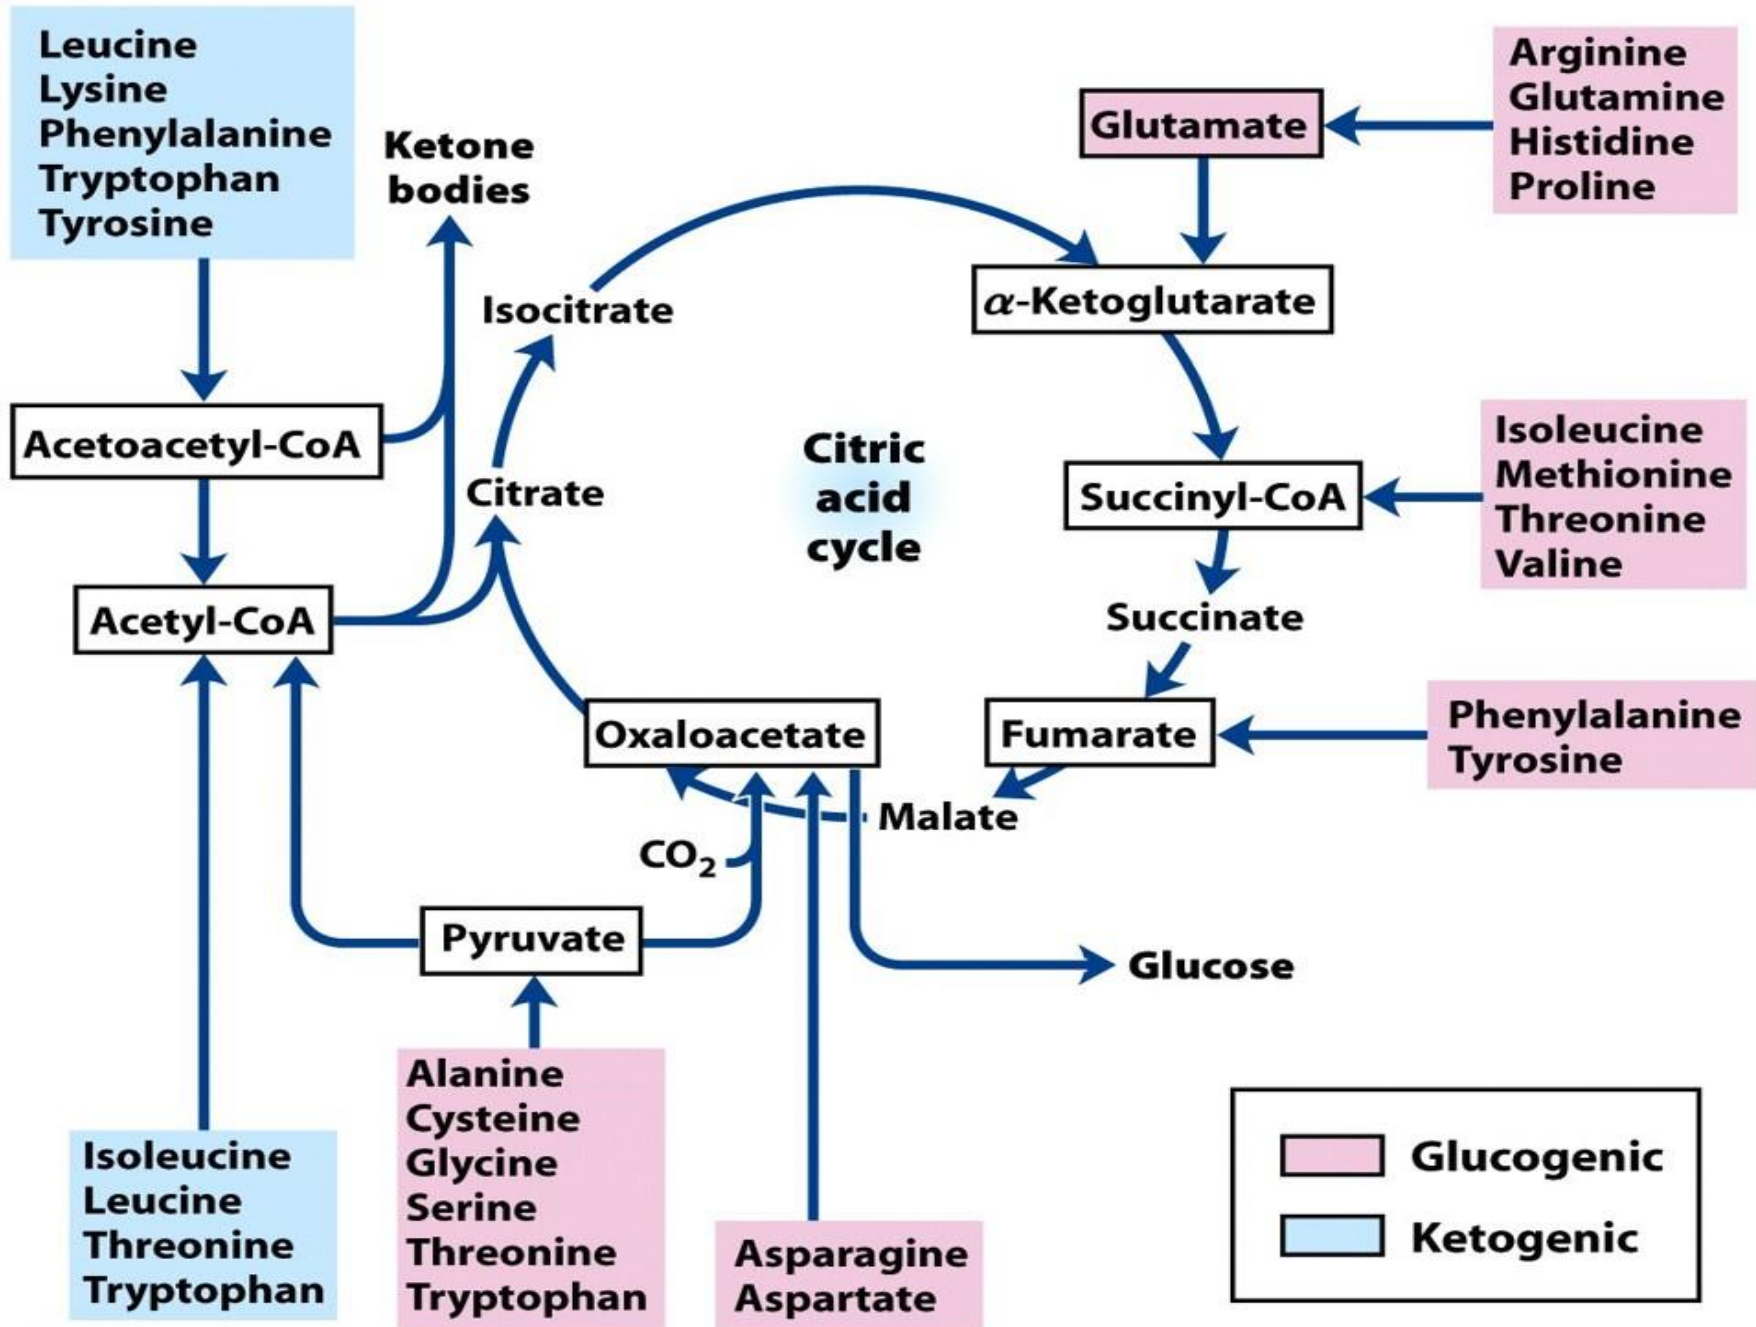 Leucine
Lysine
Phenylalanine
Tryptophan
Tyrosine
Ketone
bodies
Arginine
Glutamine
Histidine
Proline
Glutamate
Isocitrate
α-Ketoglutarate
Acetoacetyl-CoA
Citrate
Citric
acid
cycle
Succinyl-CoA
Isoleucine
Methionine
Threonine
Valine
Acetyl-CoA
Succinate
Oxaloacetate
Fumarate
Phenylalanine
Tyrosine
Malate
CO₂
Pyruvate
Glucose
Isoleucine
Leucine
Threonine
Tryptophan
Alanine
Cysteine
Glycine
Serine
Threonine
Tryptophan
Asparagine
Aspartate
Glucogenic
Ketogenic